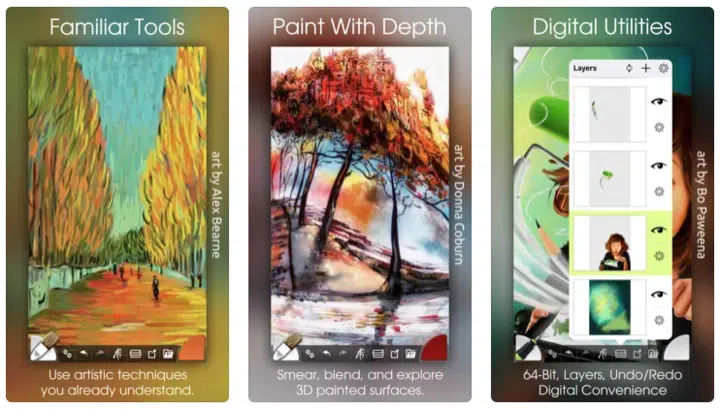 Familiar Tools
art by Alex Bearne
Use artistic techniques
you already understand.
Paint With Depth
art by Donna Coburn
Smear, blend, and explore
3D painted surfaces.
Digital Utilities
Layers
art by Bo Paweena
64-Bit, Layers, Undo/Redo
Digital Convenience